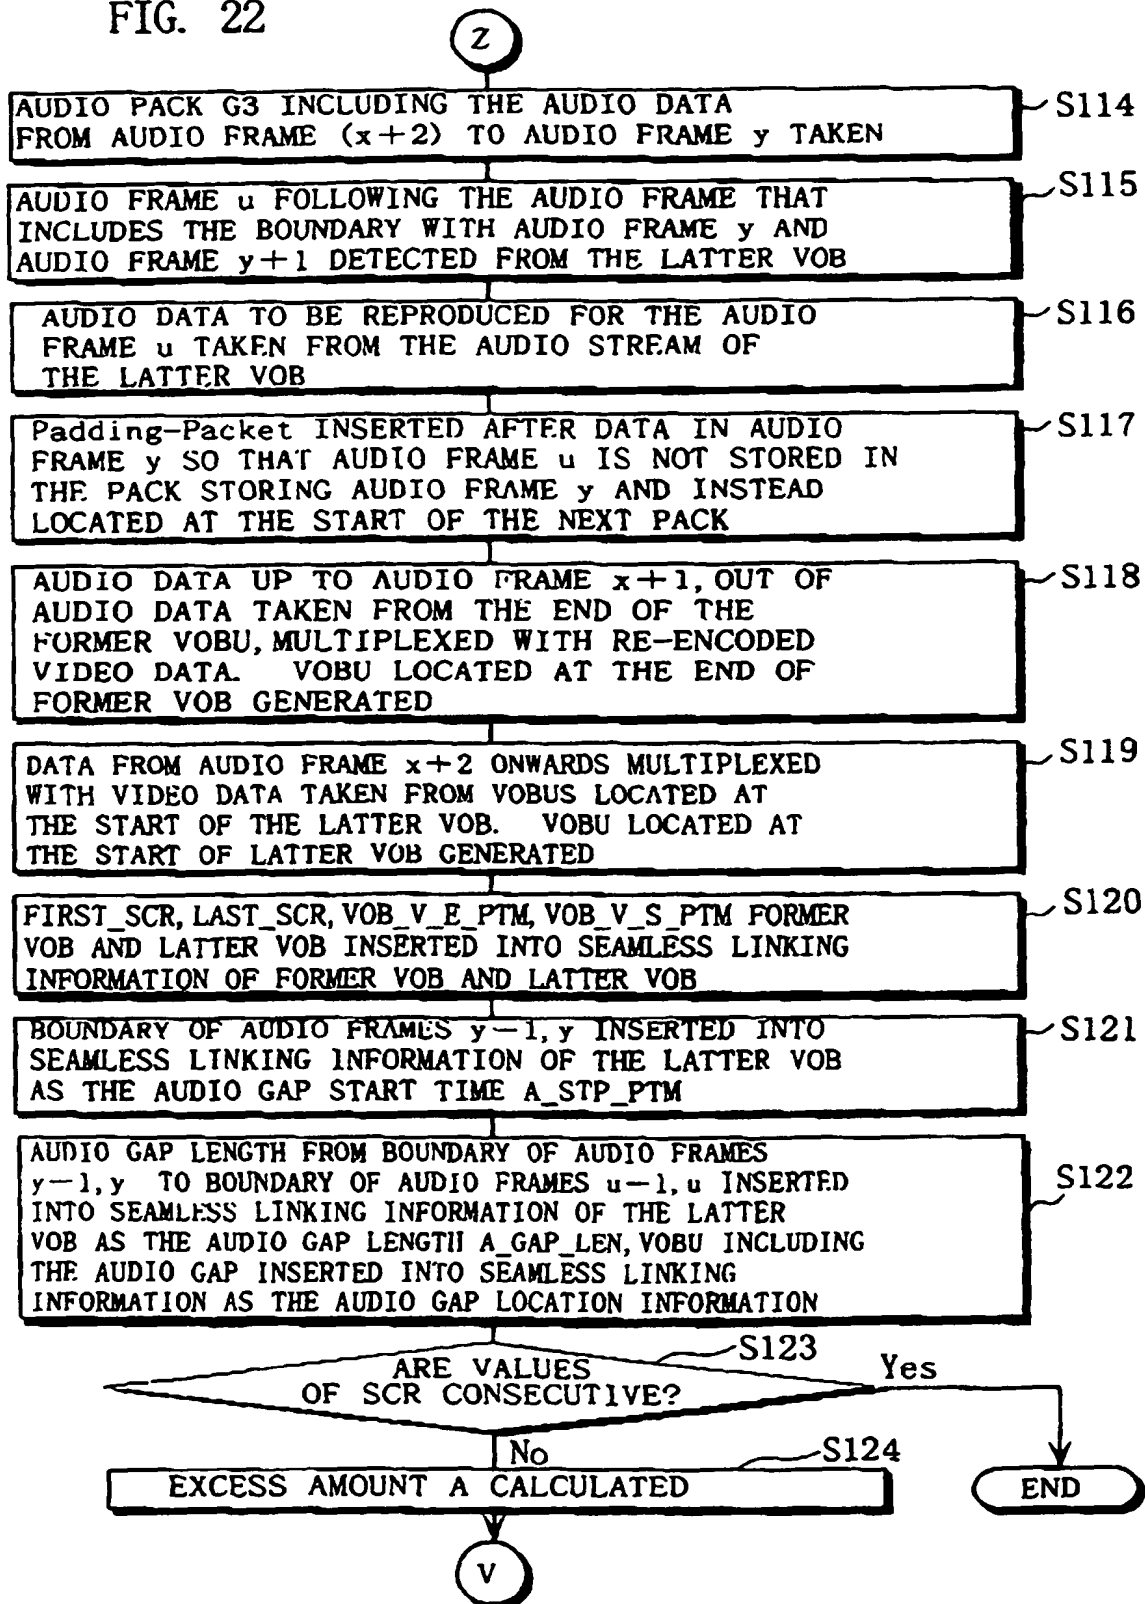 FIG. 22
Z
AUDIO PACK G3 INCLUDING THE AUDIO DATA
FROM AUDIO FRAME (x+2) TO AUDIO FRAME y TAKEN
S114
AUDIO FRAME u FOLLOWING THE AUDIO FRAME THAT
INCLUDES THE BOUNDARY WITH AUDIO FRAME y AND
AUDIO FRAME y+1 DETECTED FROM THE LATTER VOB
S115
AUDIO DATA TO BE REPRODUCED FOR THE AUDIO
FRAME u TAKEN FROM THE AUDIO STREAM OF
THE LATTER VOB
S116
Padding-Packet INSERTED AFTER DATA IN AUDIO
FRAME y SO THAT AUDIO FRAME u IS NOT STORED IN
THE PACK STORING AUDIO FRAME y AND INSTEAD
LOCATED AT THE START OF THE NEXT PACK
S117
AUDIO DATA UP TO AUDIO FRAME x+1, OUT OF
AUDIO DATA TAKEN FROM THE END OF THE
FORMER VOBU, MULTIPLEXED WITH RE-ENCODED
VIDEO DATA. VOBU LOCATED AT THE END OF
FORMER VOB GENERATED
S118
DATA FROM AUDIO FRAME x+2 ONWARDS MULTIPLEXED
WITH VIDEO DATA TAKEN FROM VOBUS LOCATED AT
THE START OF THE LATTER VOB. VOBU LOCATED AT
THE START OF LATTER VOB GENERATED
S119
FIRST_SCR, LAST_SCR, VOB_V_E_PTM, VOB_V_S_PTM FORMER
VOB AND LATTER VOB INSERTED INTO SEAMLESS LINKING
INFORMATION OF FORMER VOB AND LATTER VOB
S120
BOUNDARY OF AUDIO FRAMES y-1, y INSERTED INTO
SEAMLESS LINKING INFORMATION OF THE LATTER VOB
AS THE AUDIO GAP START TIME A_STP_PTM
S121
AUDIO GAP LENGTH FROM BOUNDARY OF AUDIO FRAMES
y-1, y TO BOUNDARY OF AUDIO FRAMES u-1, u INSERTED
INTO SEAMLESS LINKING INFORMATION OF THE LATTER
VOB AS THE AUDIO GAP LENGTH A_GAP_LEN, VOBU INCLUDING
THE AUDIO GAP INSERTED INTO SEAMLESS LINKING
INFORMATION AS THE AUDIO GAP LOCATION INFORMATION
S122
S123
ARE VALUES
OF SCR CONSECUTIVE?
Yes
No
S124
EXCESS AMOUNT A CALCULATED
END
V